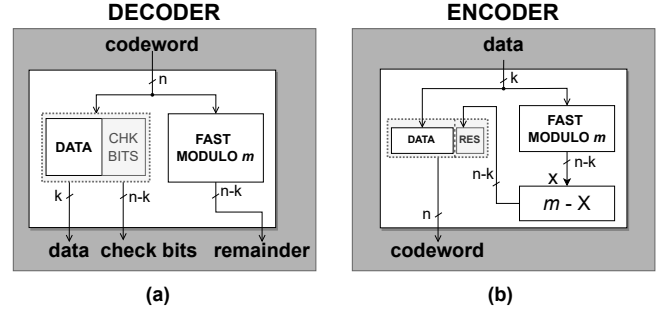 DECODER
codeword
n
DATA
CHK
BITS
FAST
MODULO m
k
n-k
n-k
data
check bits
remainder
(a)
ENCODER
data
k
DATA
RES
FAST
MODULO m
n-k
n-k
X
m - X
n
codeword
(b)